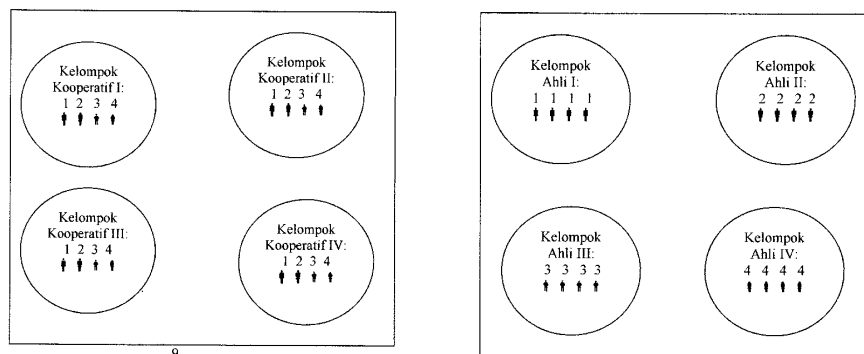 Kelompok
Kooperatif I:
1 2 3 4
Kelompok
Kooperatif II:
1 2 3 4
Kelompok
Kooperatif III:
1 2 3 4
Kelompok
Kooperatif IV:
1 2 3 4
9
Kelompok
Ahli I:
1 1 1 1
Kelompok
Ahli II:
2 2 2 2
Kelompok
Ahli III:
3 3 3 3
Kelompok
Ahli IV:
4 4 4 4